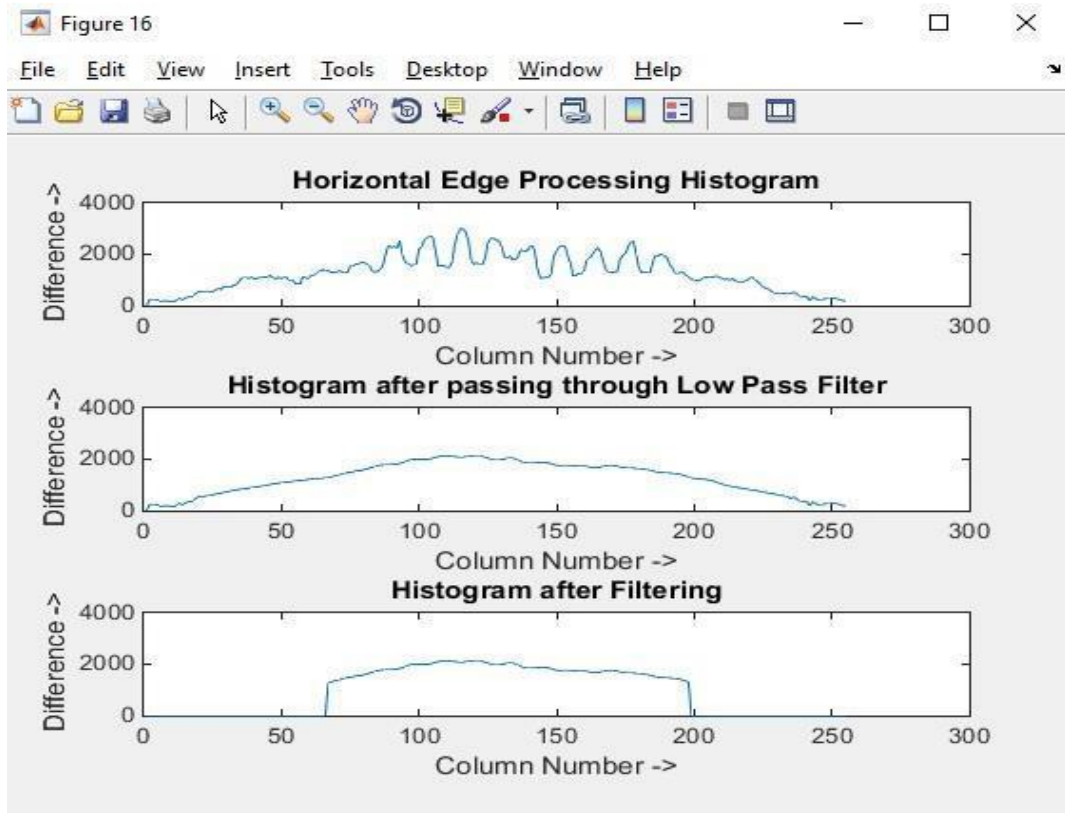 Figure 16
File Edit View Insert Tools Desktop Window Help
Horizontal Edge Processing Histogram
Difference ->
4000
2000
0
0 50 100 150 200 250 300
Column Number ->
Histogram after passing through Low Pass Filter
Difference ->
4000
2000
0
0 50 100 150 200 250 300
Column Number ->
Histogram after Filtering
Difference ->
4000
2000
0
0 50 100 150 200 250 300
Column Number ->